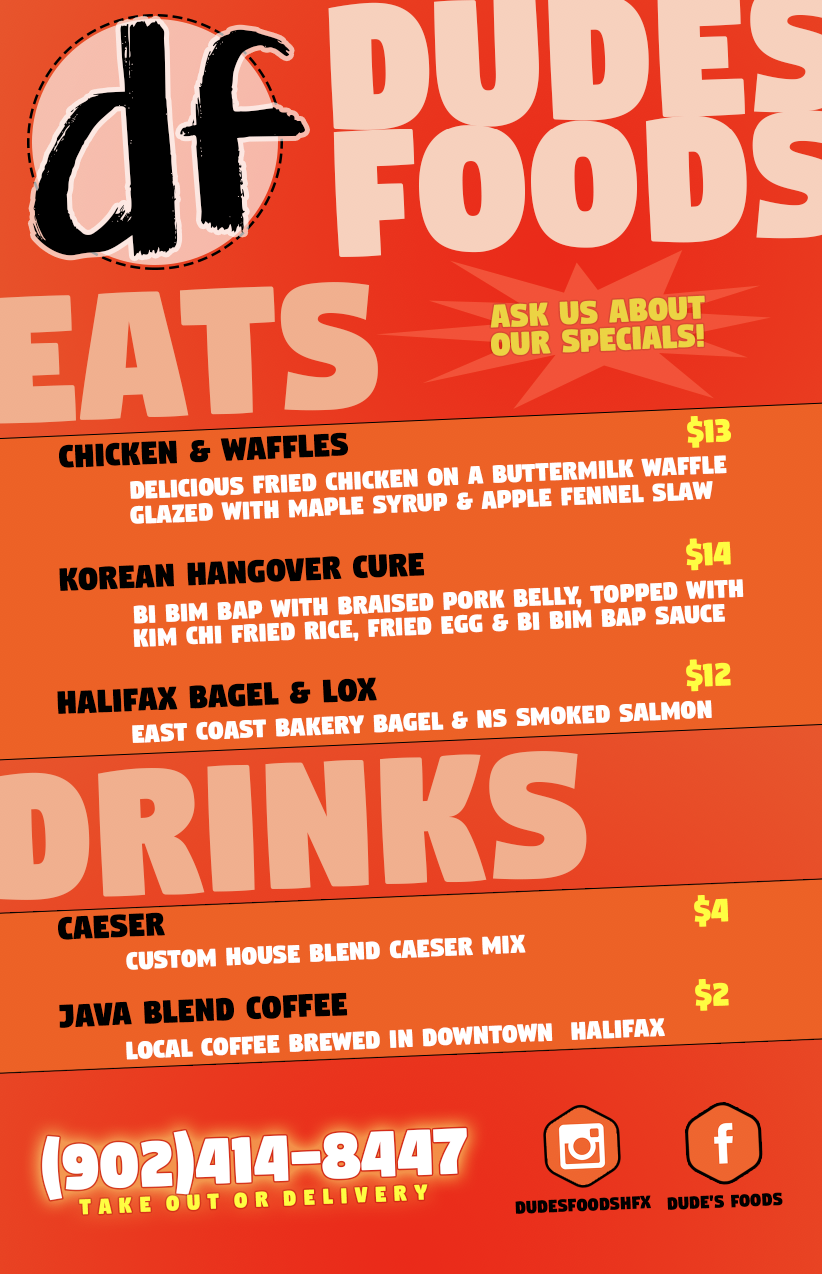 df
DUDES
FOODS
EATS
ASK US ABOUT
OUR SPECIALS!
CHICKEN & WAFFLES $13
DELICIOUS FRIED CHICKEN ON A BUTTERMILK WAFFLE
GLAZED WITH MAPLE SYRUP & APPLE FENNEL SLAW
KOREAN HANGOVER CURE $14
BI BIM BAP WITH BRAISED PORK BELLY, TOPPED WITH
KIM CHI FRIED RICE, FRIED EGG & BI BIM BAP SAUCE
HALIFAX BAGEL & LOX $12
EAST COAST BAKERY BAGEL & NS SMOKED SALMON
DRINKS
CAESER $4
CUSTOM HOUSE BLEND CAESER MIX
JAVA BLEND COFFEE $2
LOCAL COFFEE BREWED IN DOWNTOWN HALIFAX
(902)414-8447
TAKE OUT OR DELIVERY
DUDESFOODSHFX
f
DUDE'S FOODS